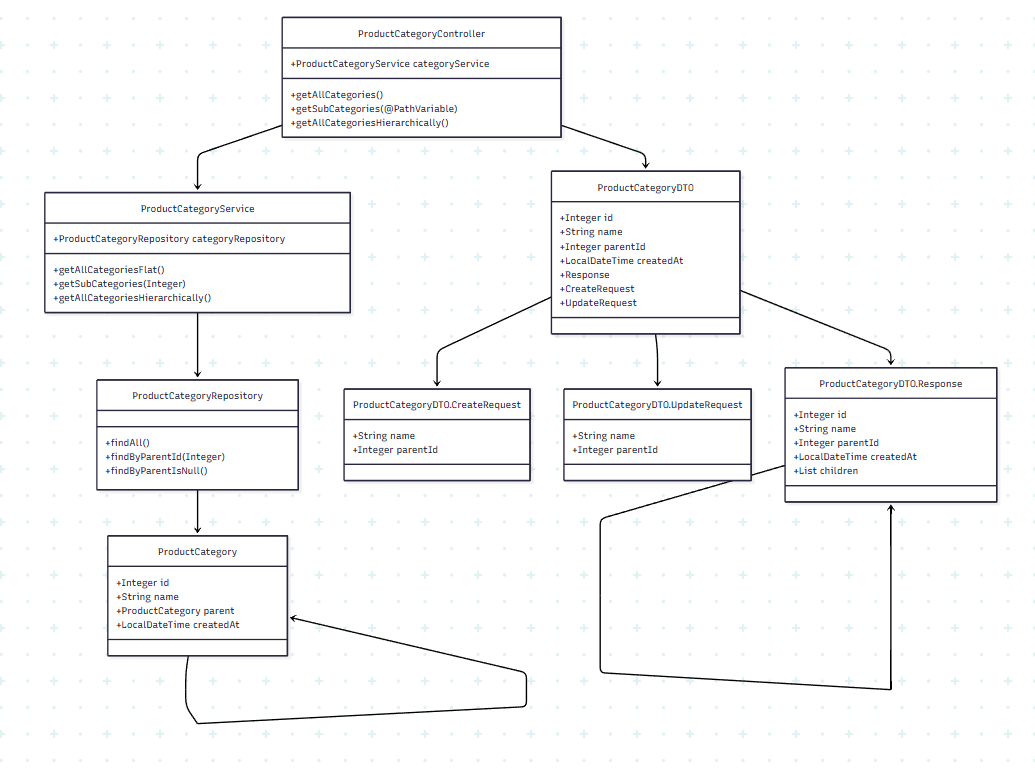 ProductCategoryController
+ProductCategoryService categoryService
+getAllCategories()
+getSubCategories(@PathVariable)
+getAllCategoriesHierarchically()
ProductCategoryService
+ProductCategoryRepository categoryRepository
+getAllCategoriesFlat()
+getSubCategories(Integer)
+getAllCategoriesHierarchically()
ProductCategoryDTO
+Integer id
+String name
+Integer parentId
+LocalDateTime createdAt
+Response
+CreateRequest
+UpdateRequest
ProductCategoryRepository
+findAll()
+findByParentId(Integer)
+findByParentIsNull()
ProductCategoryDTO.CreateRequest
+String name
+Integer parentId
ProductCategoryDTO.UpdateRequest
+String name
+Integer parentId
ProductCategoryDTO.Response
+Integer id
+String name
+Integer parentId
+LocalDateTime createdAt
+List children
ProductCategory
+Integer id
+String name
+ProductCategory parent
+LocalDateTime createdAt